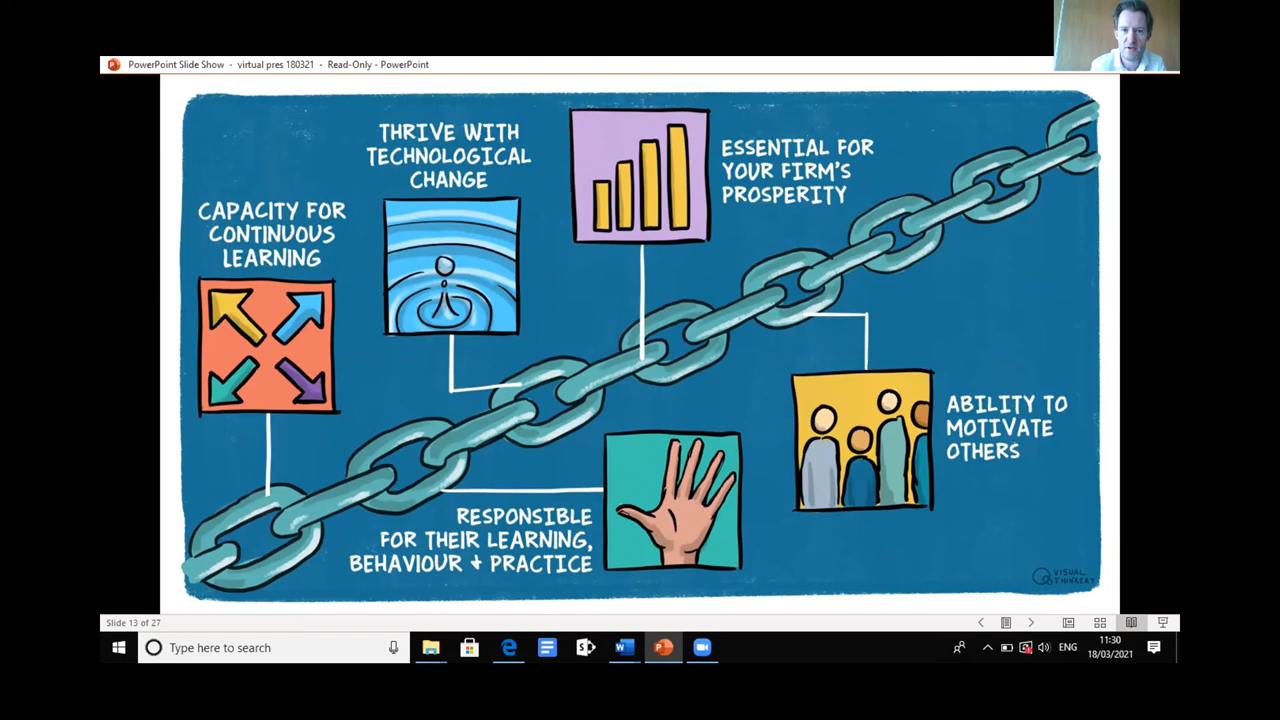 PowerPoint Slide Show - virtual pres 180321 - Read-Only - PowerPoint
THRIVE WITH
TECHNOLOGICAL
CHANGE
ESSENTIAL FOR
YOUR FIRM'S
PROSPERITY
CAPACITY FOR
CONTINUOUS
LEARNING
ABILITY TO
MOTIVATE
OTHERS
RESPONSIBLE
FOR THEIR LEARNING,
BEHAVIOUR + PRACTICE
VISUAL
THINKERY
Slide 13 of 27
Type here to search
ENG
11:30
18/03/2021